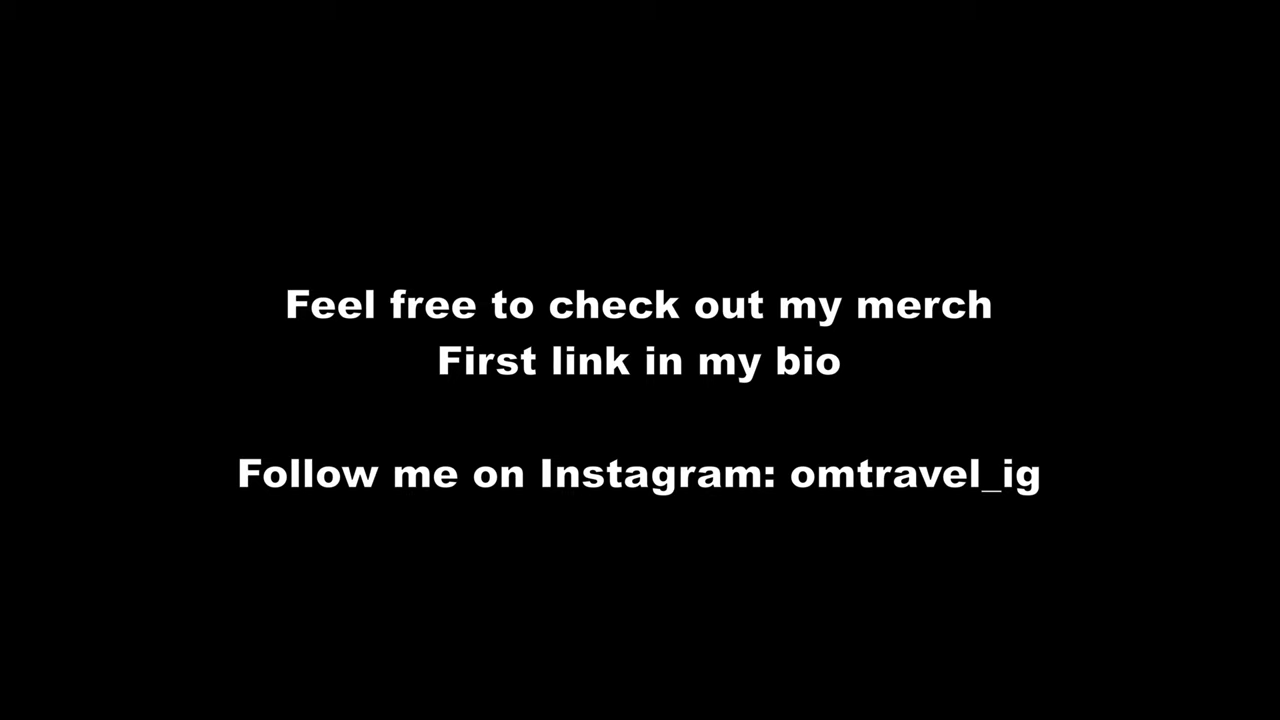 Feel free to check out my merch
First link in my bio
Follow me on Instagram: omtravel_ig